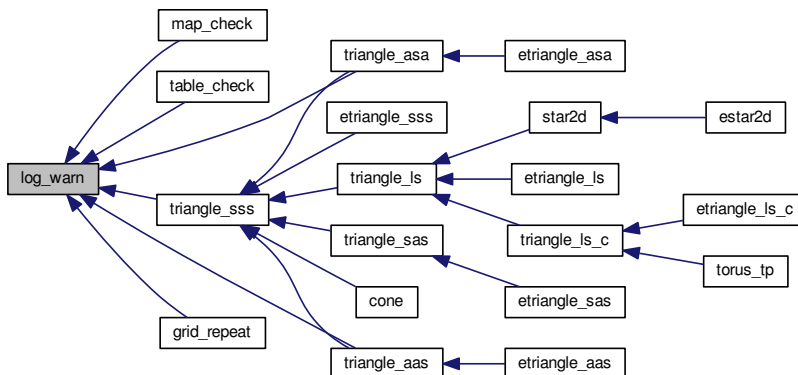 map_check
triangle_asa
etriangle_asa
table_check
etriangle_sss
star2d
estar2d
log_warn
triangle_ls
etriangle_ls
triangle_sss
etriangle_ls_c
triangle_sas
triangle_ls_c
torus_tp
cone
etriangle_sas
grid_repeat
triangle_aas
etriangle_aas